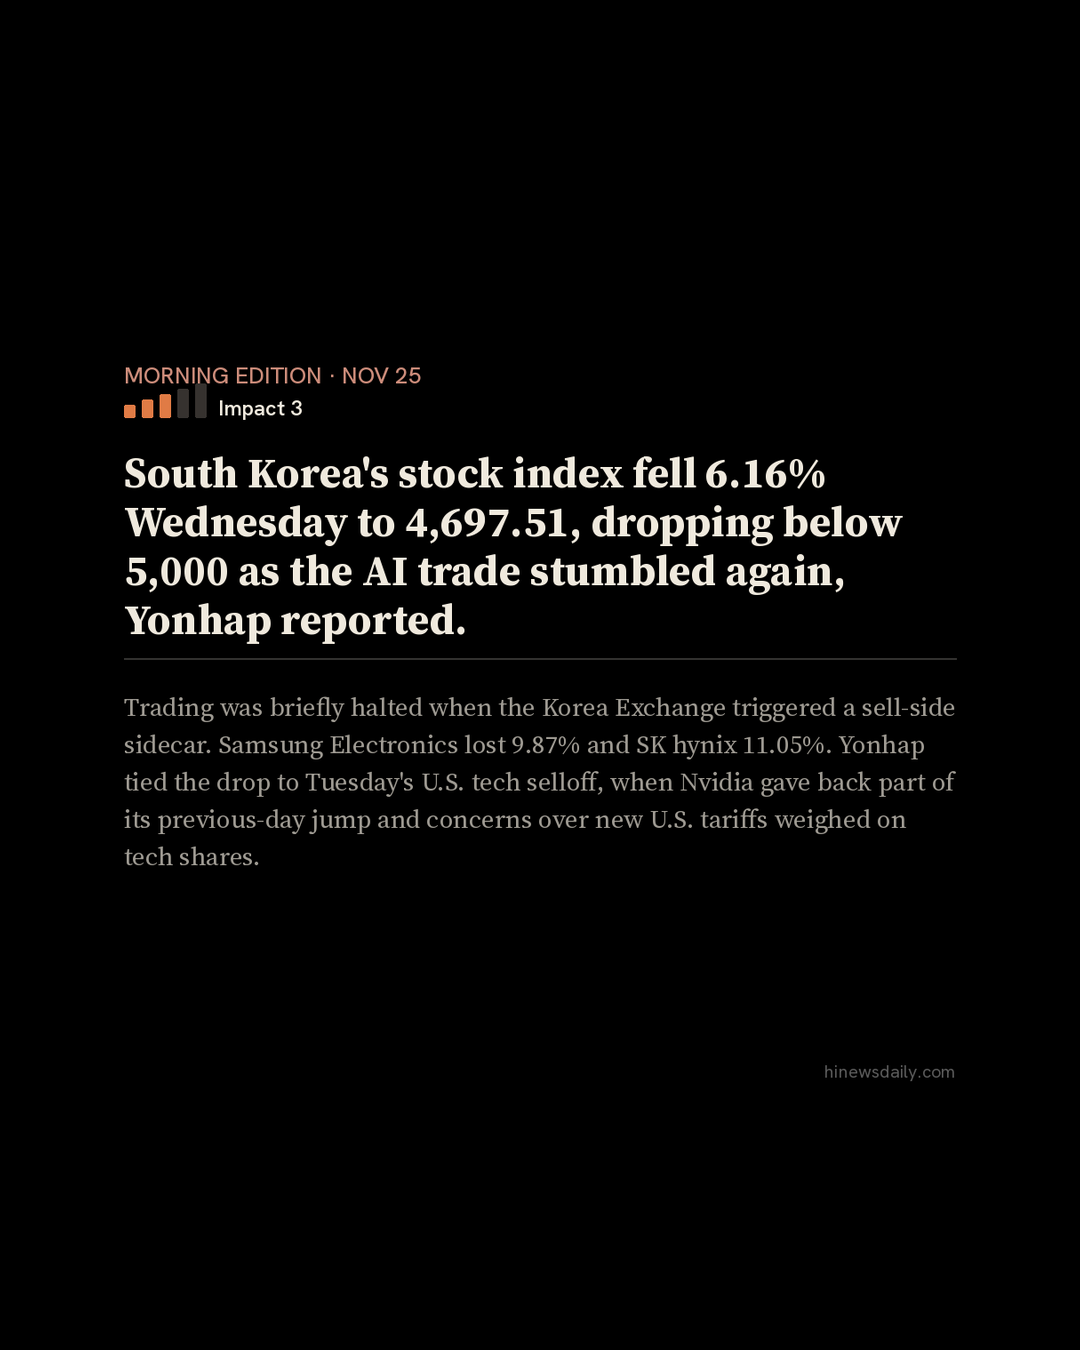 MORNING EDITION · NOV 25
Impact 3
South Korea's stock index fell 6.16%
Wednesday to 4,697.51, dropping below
5,000 as the AI trade stumbled again,
Yonhap reported.
Trading was briefly halted when the Korea Exchange triggered a sell-side
sidecar. Samsung Electronics lost 9.87% and SK hynix 11.05%. Yonhap
tied the drop to Tuesday's U.S. tech selloff, when Nvidia gave back part of
its previous-day jump and concerns over new U.S. tariffs weighed on
tech shares.
hinewsdaily.com